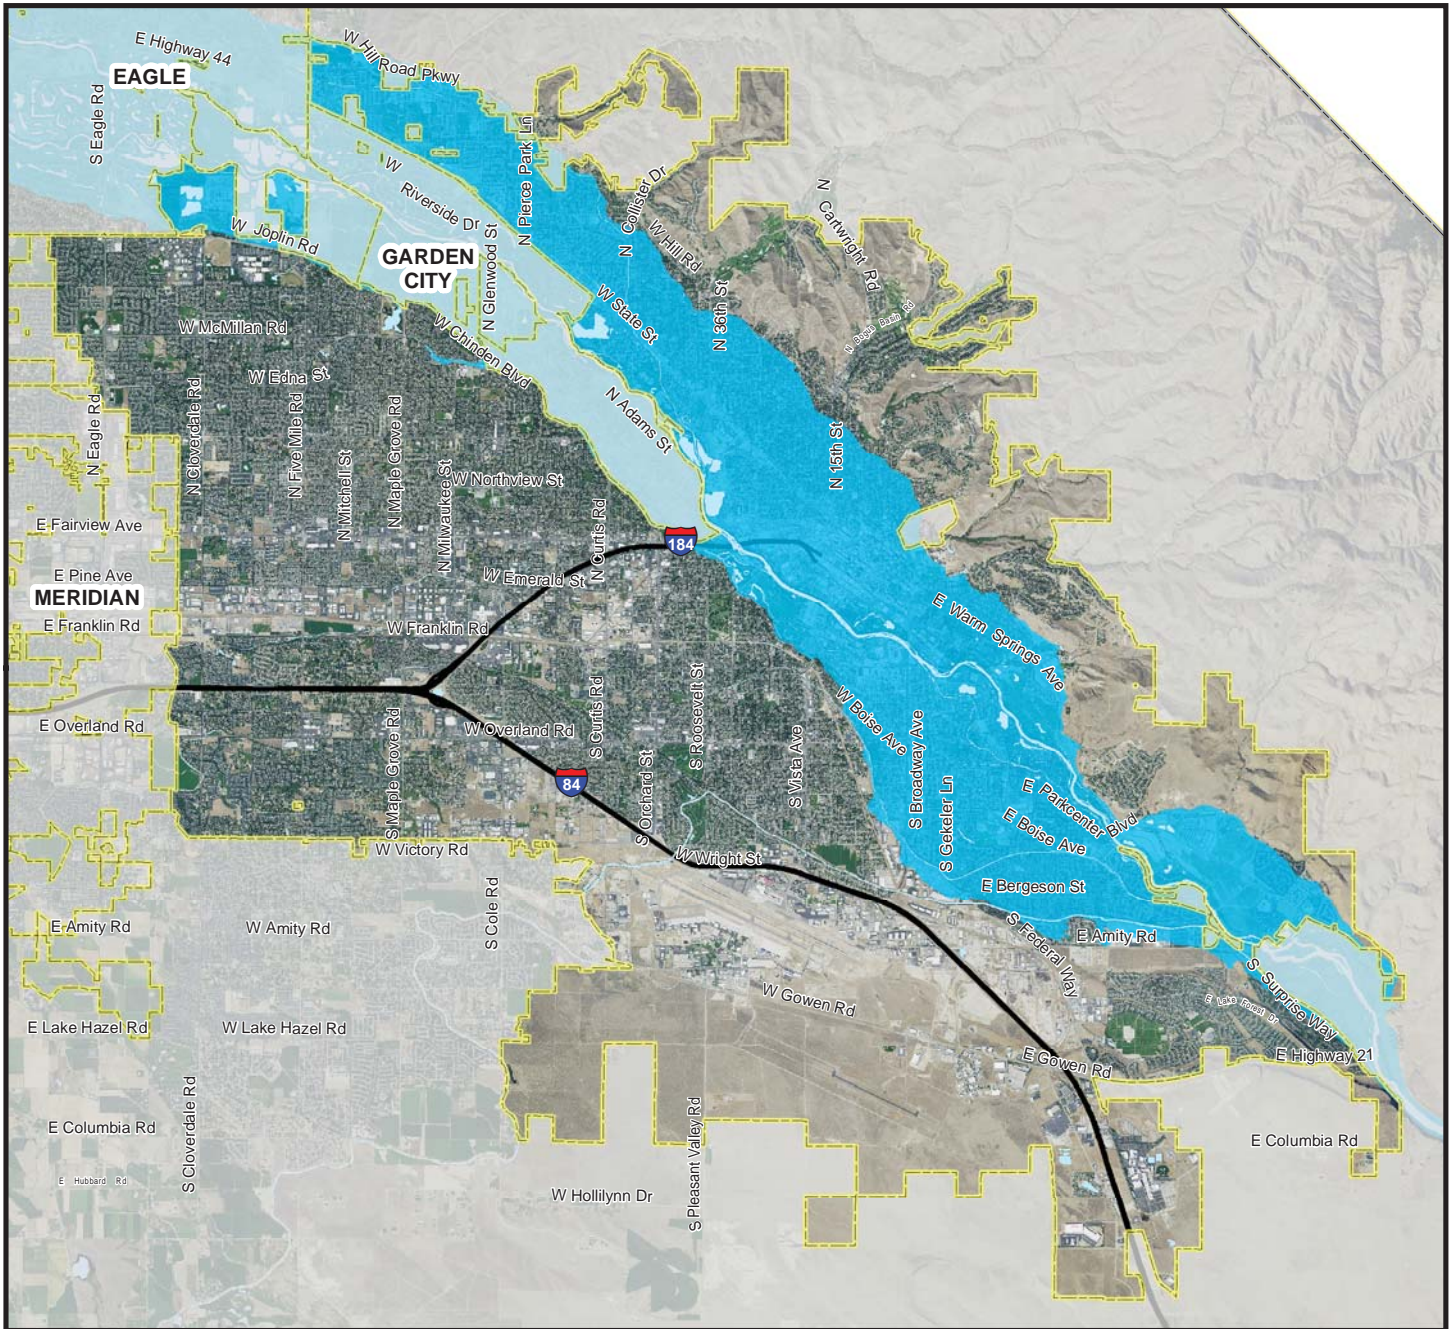 E Highway 44
W Hill Road Pkwy
EAGLE
S Eagle Rd
N Pierce Park Ln
W Riverside Dr
N Collister Dr
N Cartwright Rd
W Joplin Rd
GARDEN
CITY
N Glenwood St
W Hill Rd
W State St
N 36th St
N Bogus Basin Rd
W McMillan Rd
W Chinden Blvd
W Edna St
N Eagle Rd
N Cloverdale Rd
N Five Mile Rd
N Mitchell St
N Maple Grove Rd
N Milwaukee St
W Northview St
N Adams St
N 15th St
N Curtis Rd
E Fairview Ave
184
E Pine Ave
MERIDIAN
W Emerald St
E Franklin Rd
W Franklin Rd
E Warm Springs Ave
E Overland Rd
W Overland Rd
S Maple Grove Rd
S Curtis Rd
S Roosevelt St
S Orchard St
S Vista Ave
W Boise Ave
S Broadway Ave
S Gekeler Ln
84
E Parkcenter Blvd
E Boise Ave
W Victory Rd
W Wright St
E Bergeson St
S Cole Rd
E Amity Rd
W Amity Rd
S Federal Way
E Amity Rd
S Surprise Way
W Gowen Rd
E Lake Forest Dr
E Lake Hazel Rd
W Lake Hazel Rd
E Gowen Rd
E Highway 21
S Cloverdale Rd
E Columbia Rd
S Pleasant Valley Rd
E Columbia Rd
E Hubbard Rd
W Hollilynn Dr